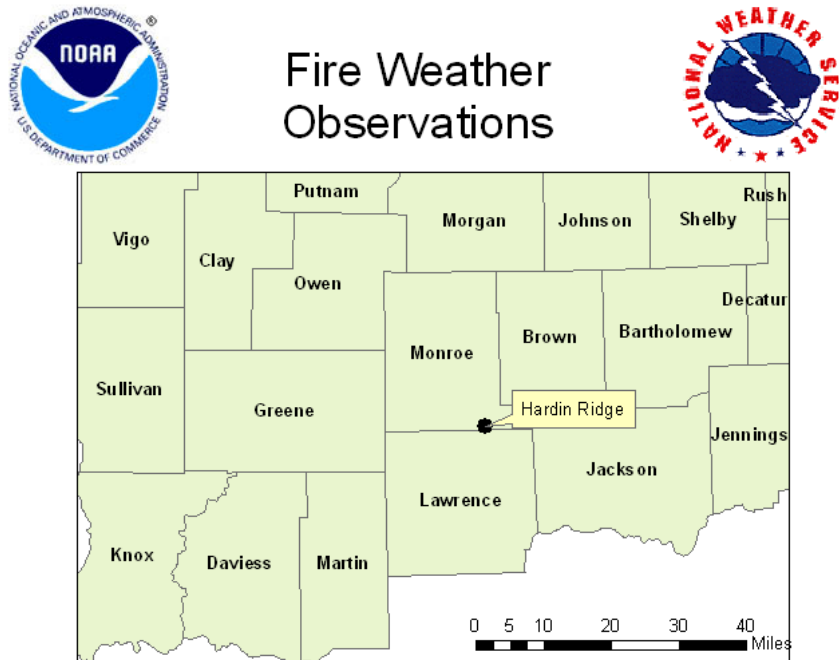 NATIONAL OCEANIC AND ATMOSPHERIC ADMINISTRATION
U.S. DEPARTMENT OF COMMERCE
NOAA
®
Fire Weather
Observations
NATIONAL WEATHER SERVICE
Putnam
Rush
Vigo
Morgan
Johnson
Shelby
Clay
Owen
Decatur
Monroe
Brown
Bartholomew
Sullivan
Greene
Hardin Ridge
Jennings
Jackson
Lawrence
Knox
Daviess
Martin
0 5 10 20 30 40
Miles